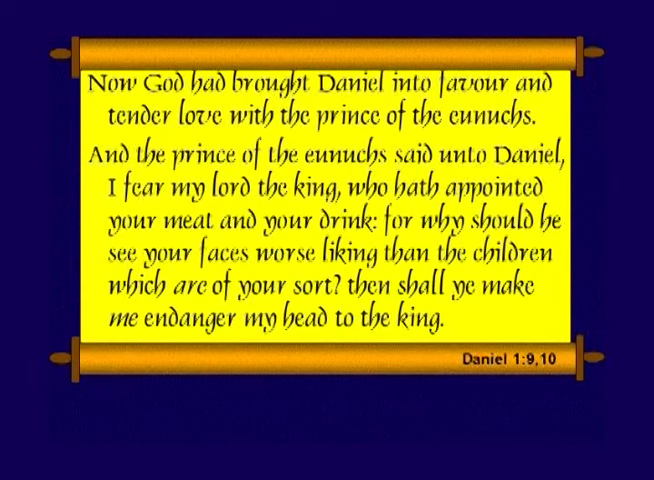 Now God had brought Daniel into favour and
tender love with the prince of the eunuchs.
And the prince of the eunuchs said unto Daniel,
I fear my lord the king, who hath appointed
your meat and your drink: for why should he
see your faces worse liking than the children
which are of your sort? then shall ye make
me endanger my head to the king.
Daniel 1:9,10